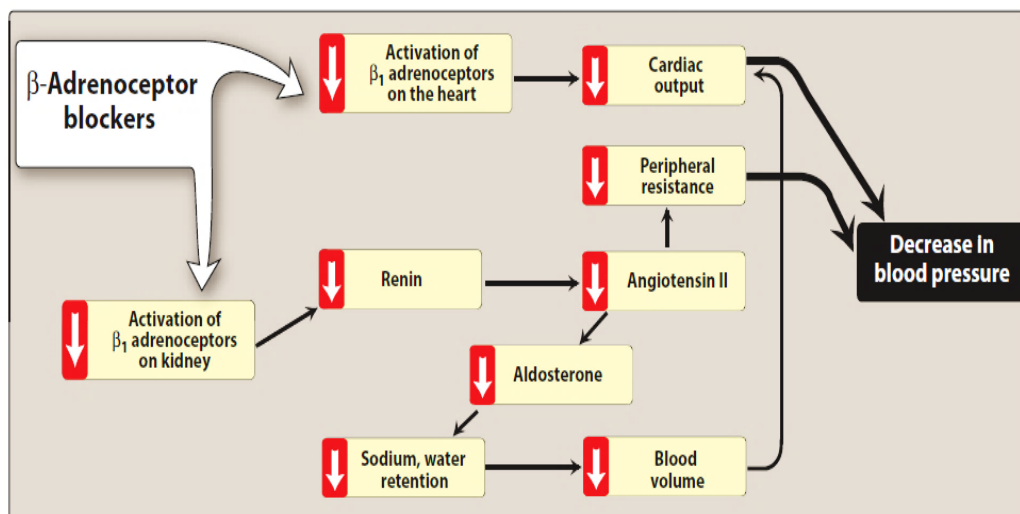 β-Adrenoceptor
blockers
Activation of
β₁ adrenoceptors
on the heart
Cardiac
output
Peripheral
resistance
Decrease in
blood pressure
Renin
Angiotensin II
Activation of
β₁ adrenoceptors
on kidney
Aldosterone
Sodium, water
retention
Blood
volume